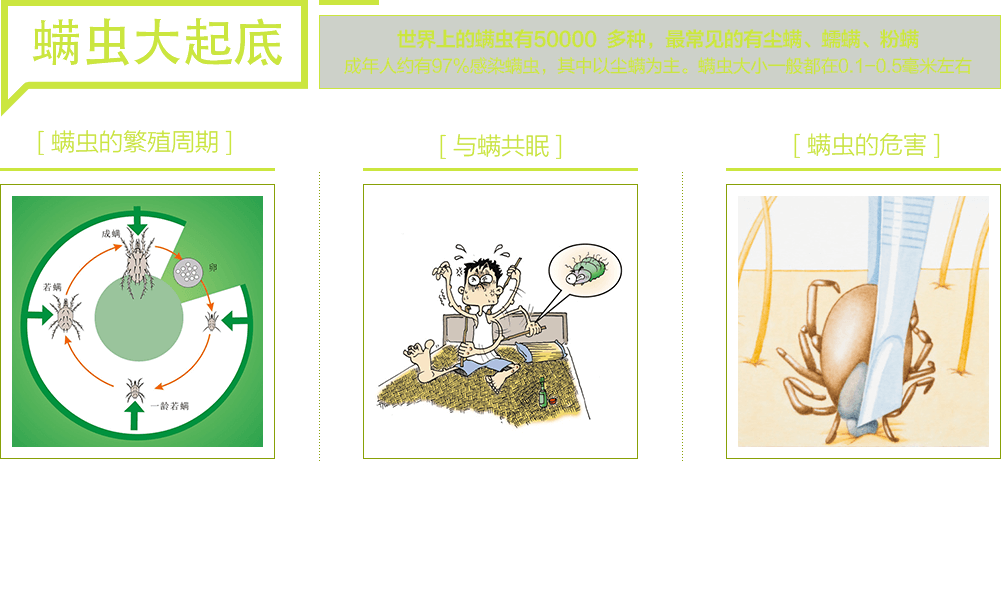 螨虫大起底
世界上的螨虫有50000 多种，最常见的有尘螨、蠕螨、粉螨
成年人约有97%感染螨虫，其中以尘螨为主，螨虫大小一般都在0.1-0.5毫米左右
[ 螨虫的繁殖周期 ]
[ 与螨共眠 ]
[ 螨虫的危害 ]
成螨
卵
若螨
一龄若螨